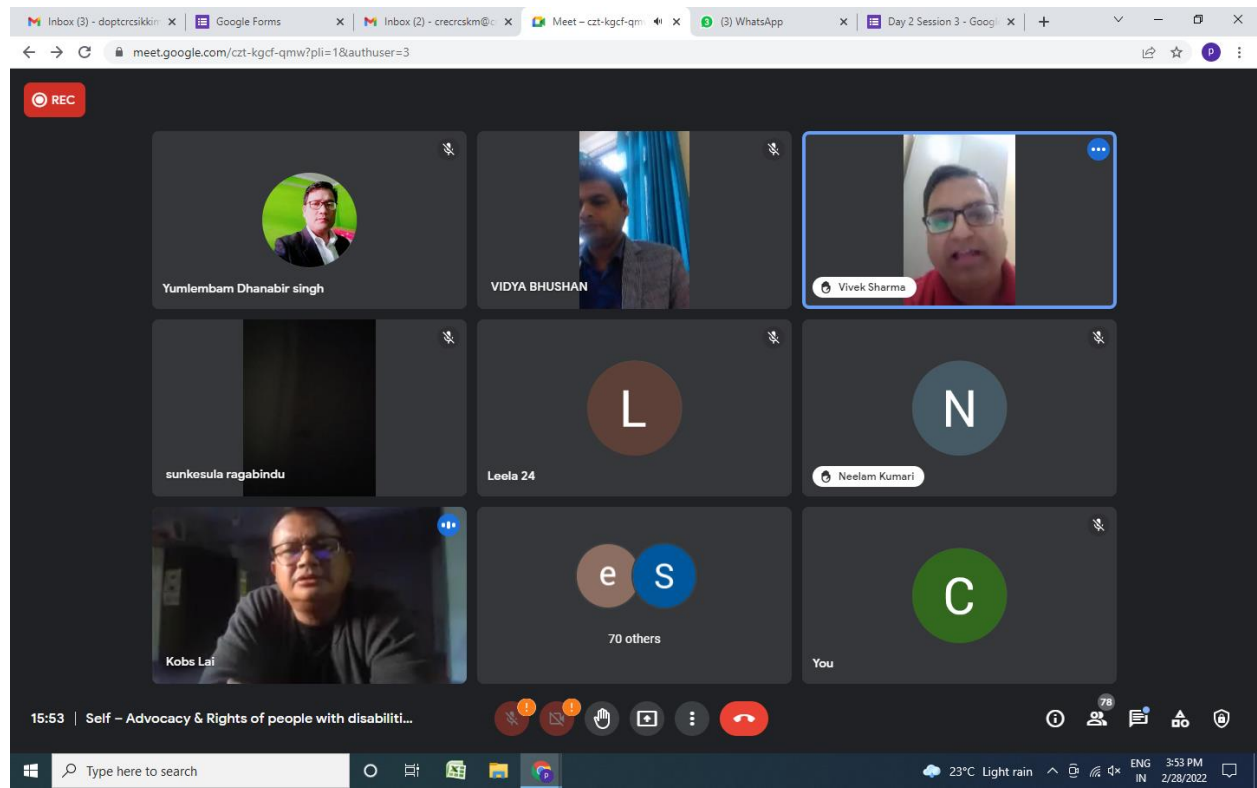 Inbox (3) - doptcrcsikkin
Google Forms
Inbox (2) - crecrcskm@c
Meet – czt-kgcf-qm
(3) WhatsApp
Day 2 Session 3 - Googl
meet.google.com/czt-kgcf-qmw?pli=1&authuser=3
P
REC
Yumlembam Dhanabir singh
VIDYA BHUSHAN
Vivek Sharma
sunkesula ragabindu
L
Leela 24
N
Neelam Kumari
Kobs Lai
e S
70 others
C
You
15:53 | Self – Advocacy & Rights of people with disabiliti...
78
Type here to search
23°C Light rain
ENG
IN
3:53 PM
2/28/2022